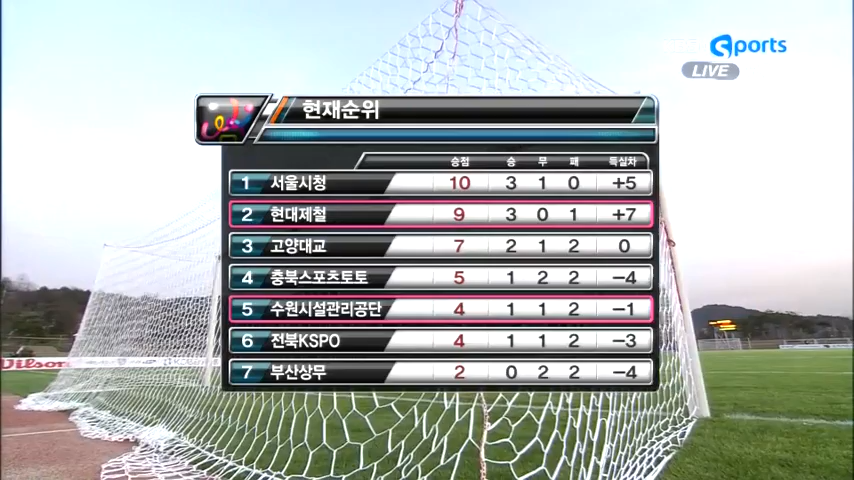 Sports
LIVE
현재순위
승점 승 무 패 득실차
1 서울시청 10 3 1 0 +5
2 현대제철 9 3 0 1 +7
3 고양대교 7 2 1 2 0
4 충북스포츠토토 5 1 2 2 -4
5 수원시설관리공단 4 1 1 2 -1
6 전북KSPO 4 1 1 2 -3
7 부산상무 2 0 2 2 -4
Wilson